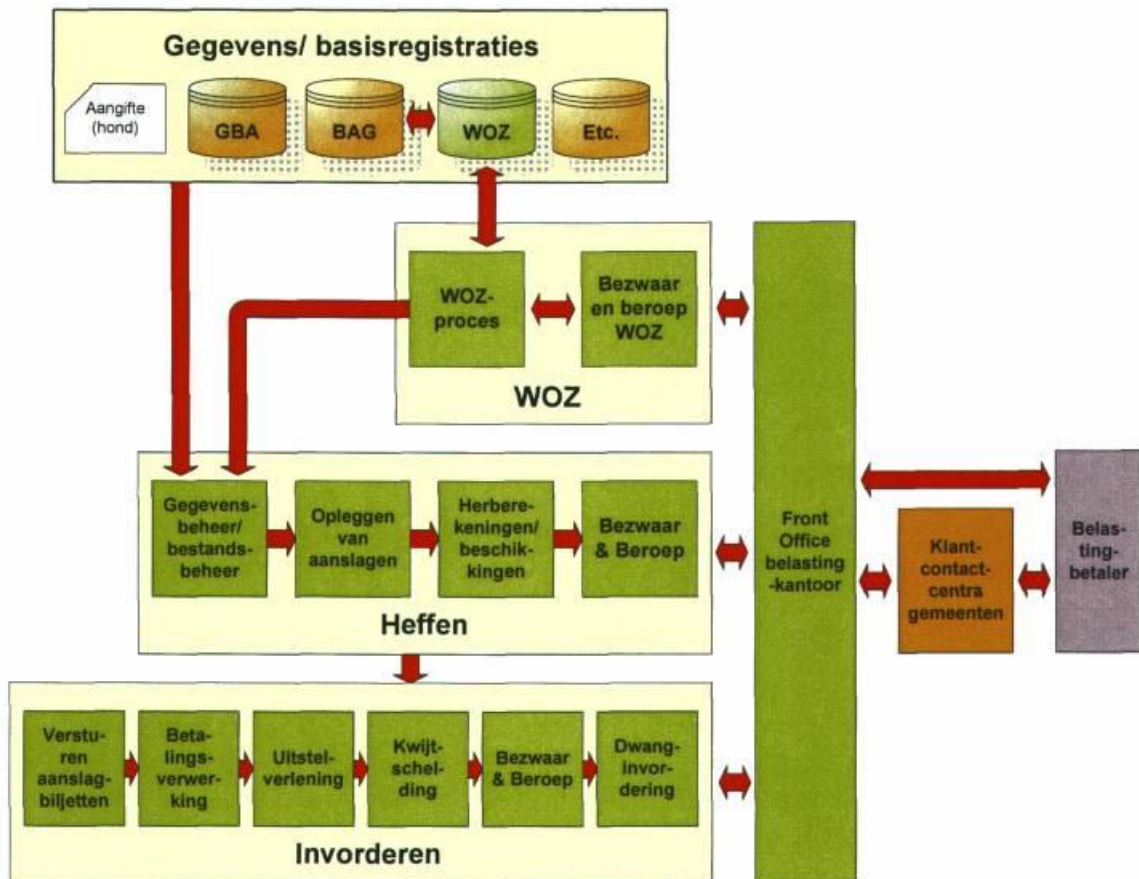 Gegevens/ basisregistraties
Aangifte
(hond)
GBA
BAG
WOZ
Etc.
WOZ-
proces
Bezwaar
en beroep
WOZ
WOZ
Gegevens-
beheer/
bestands-
beheer
Opleggen
van
aanslagen
Herbere-
keningen/
beschik-
kingen
Bezwaar
& Beroep
Heffen
Front
Office
belasting
-kantoor
Klant-
contact-
centra
gemeenten
Belas-
ting-
betaler
Verstu-
ren
aanslag-
biljetten
Beta-
lings-
verwer-
king
Uitstel-
verlening
Kwijt-
schel-
ding
Bezwaar
& Beroep
Dwang-
invor-
dering
Invorderen